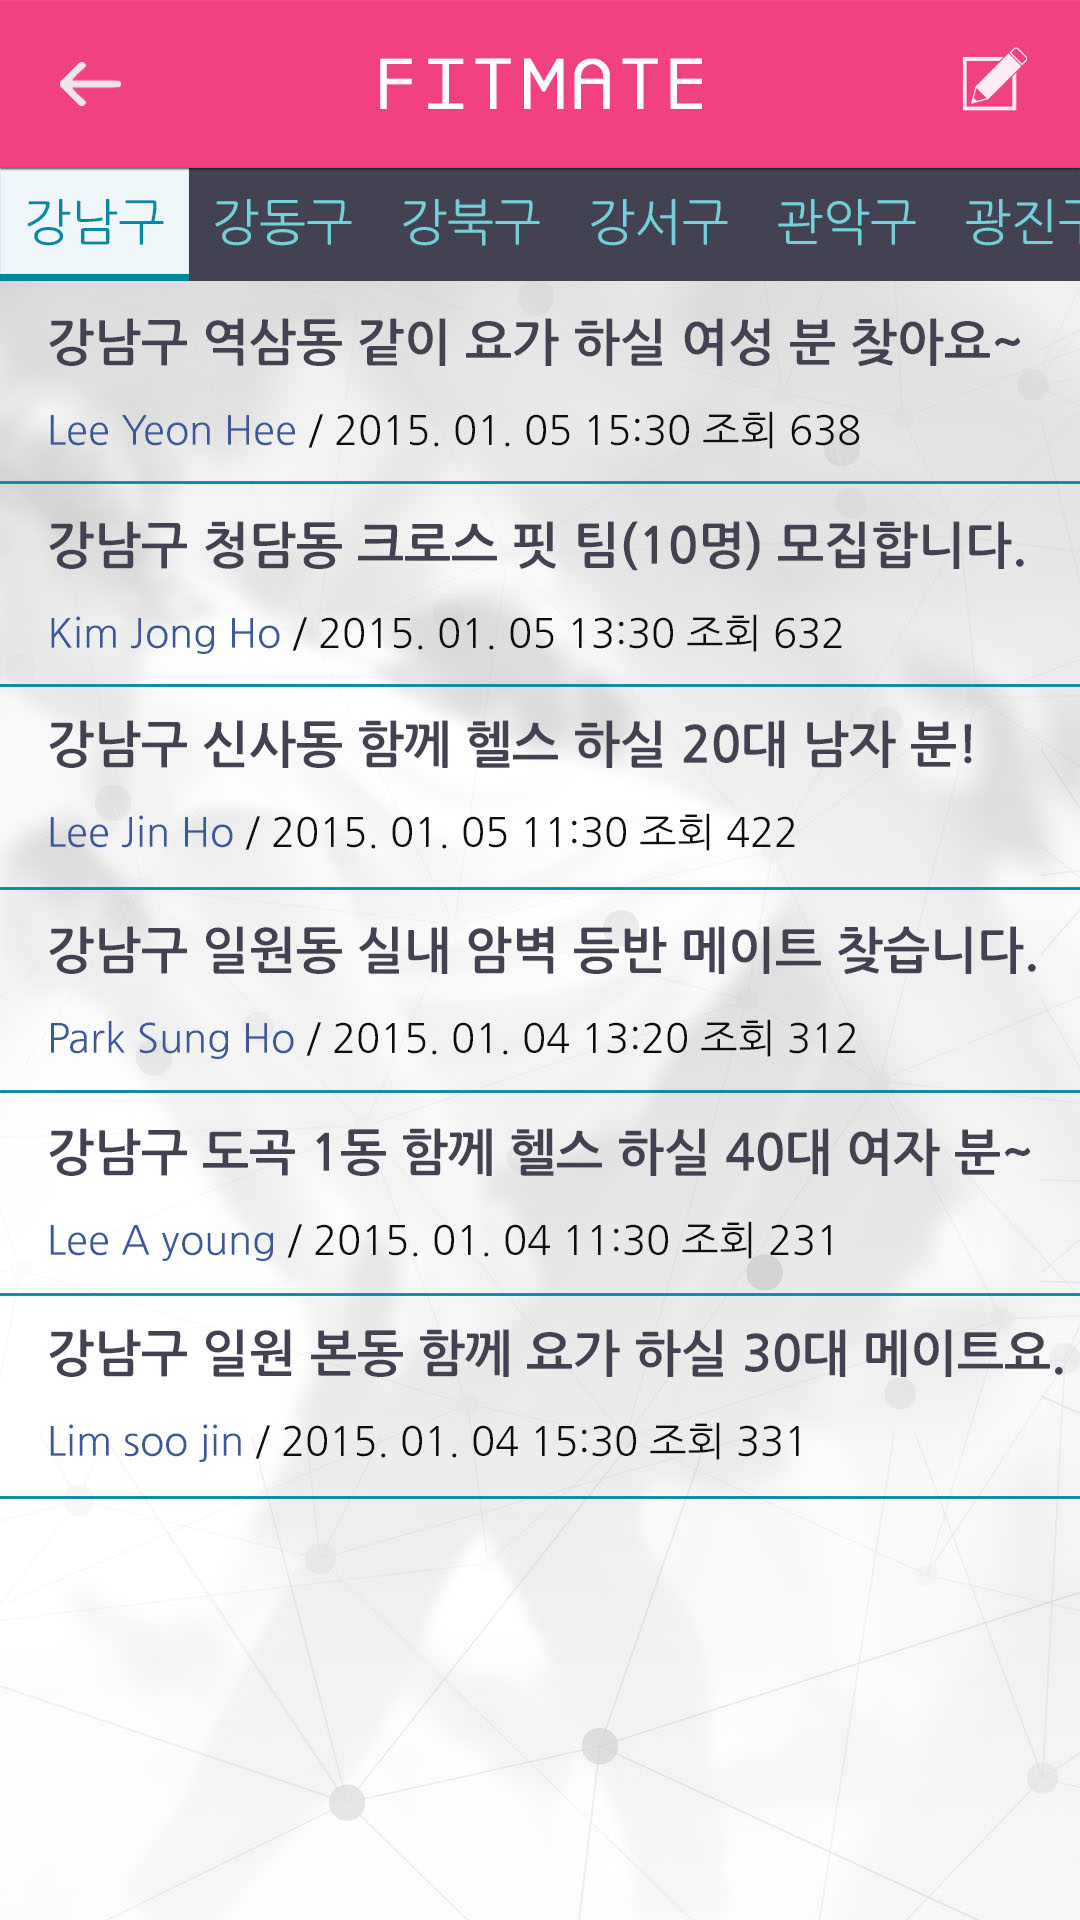 FITMATE
강남구 강동구 강북구 강서구 관악구 광진구
강남구 역삼동 같이 요가 하실 여성 분 찾아요~
Lee Yeon Hee / 2015. 01. 05 15:30 조회 638
강남구 청담동 크로스 핏 팀(10명) 모집합니다.
Kim Jong Ho / 2015. 01. 05 13:30 조회 632
강남구 신사동 함께 헬스 하실 20대 남자 분!
Lee Jin Ho / 2015. 01. 05 11:30 조회 422
강남구 일원동 실내 암벽 등반 메이트 찾습니다.
Park Sung Ho / 2015. 01. 04 13:20 조회 312
강남구 도곡 1동 함께 헬스 하실 40대 여자 분~
Lee A young / 2015. 01. 04 11:30 조회 231
강남구 일원 본동 함께 요가 하실 30대 메이트요.
Lim soo jin / 2015. 01. 04 15:30 조회 331